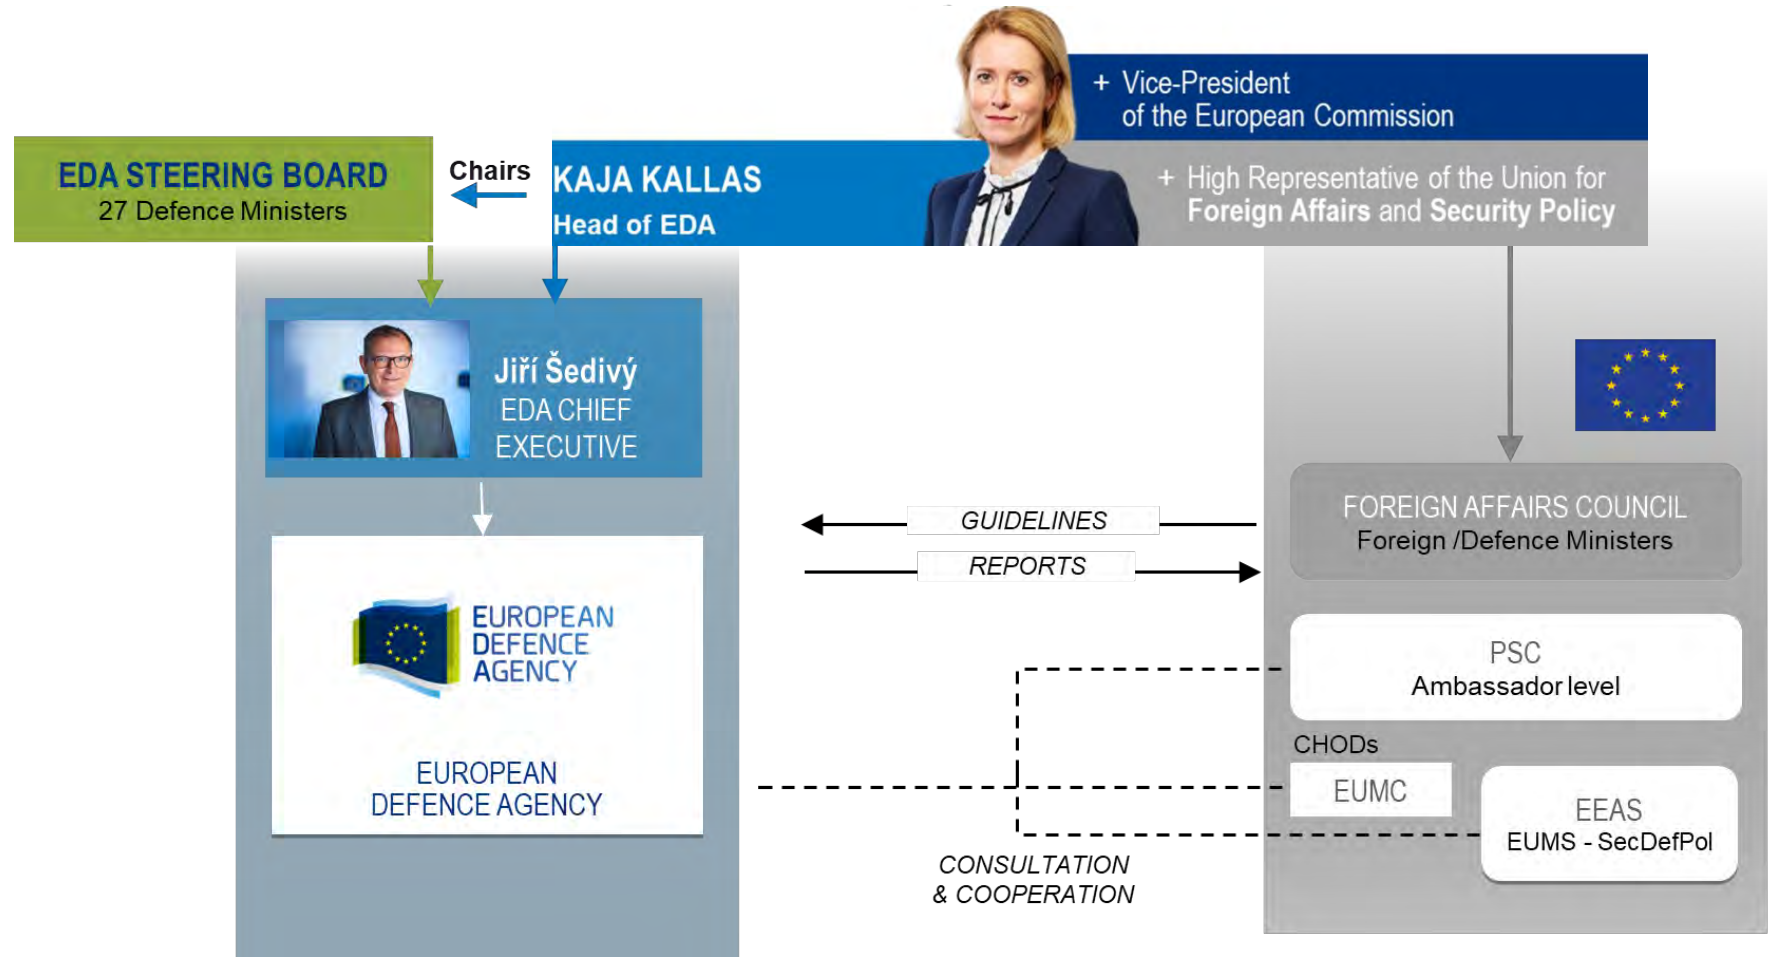 + Vice-President
of the European Commission
EDA STEERING BOARD
27 Defence Ministers
Chairs
KAJA KALLAS
Head of EDA
+ High Representative of the Union for
Foreign Affairs and Security Policy
Jiří Šedivý
EDA CHIEF
EXECUTIVE
GUIDELINES
REPORTS
FOREIGN AFFAIRS COUNCIL
Foreign /Defence Ministers
EUROPEAN
DEFENCE
AGENCY
EUROPEAN
DEFENCE AGENCY
PSC
Ambassador level
CHODs
EUMC
EEAS
EUMS - SecDefPol
CONSULTATION
& COOPERATION